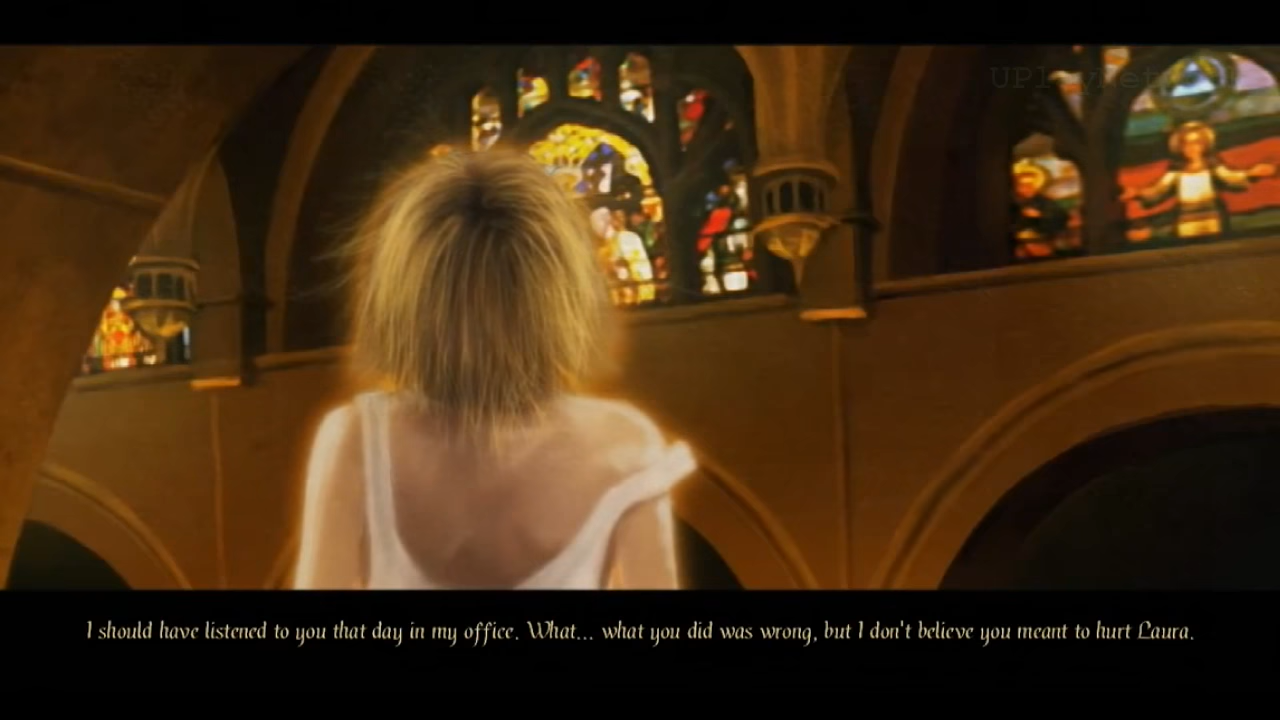 I should have listened to you that day in my office. What... what you did was wrong, but I don't believe you meant to hurt Laura.